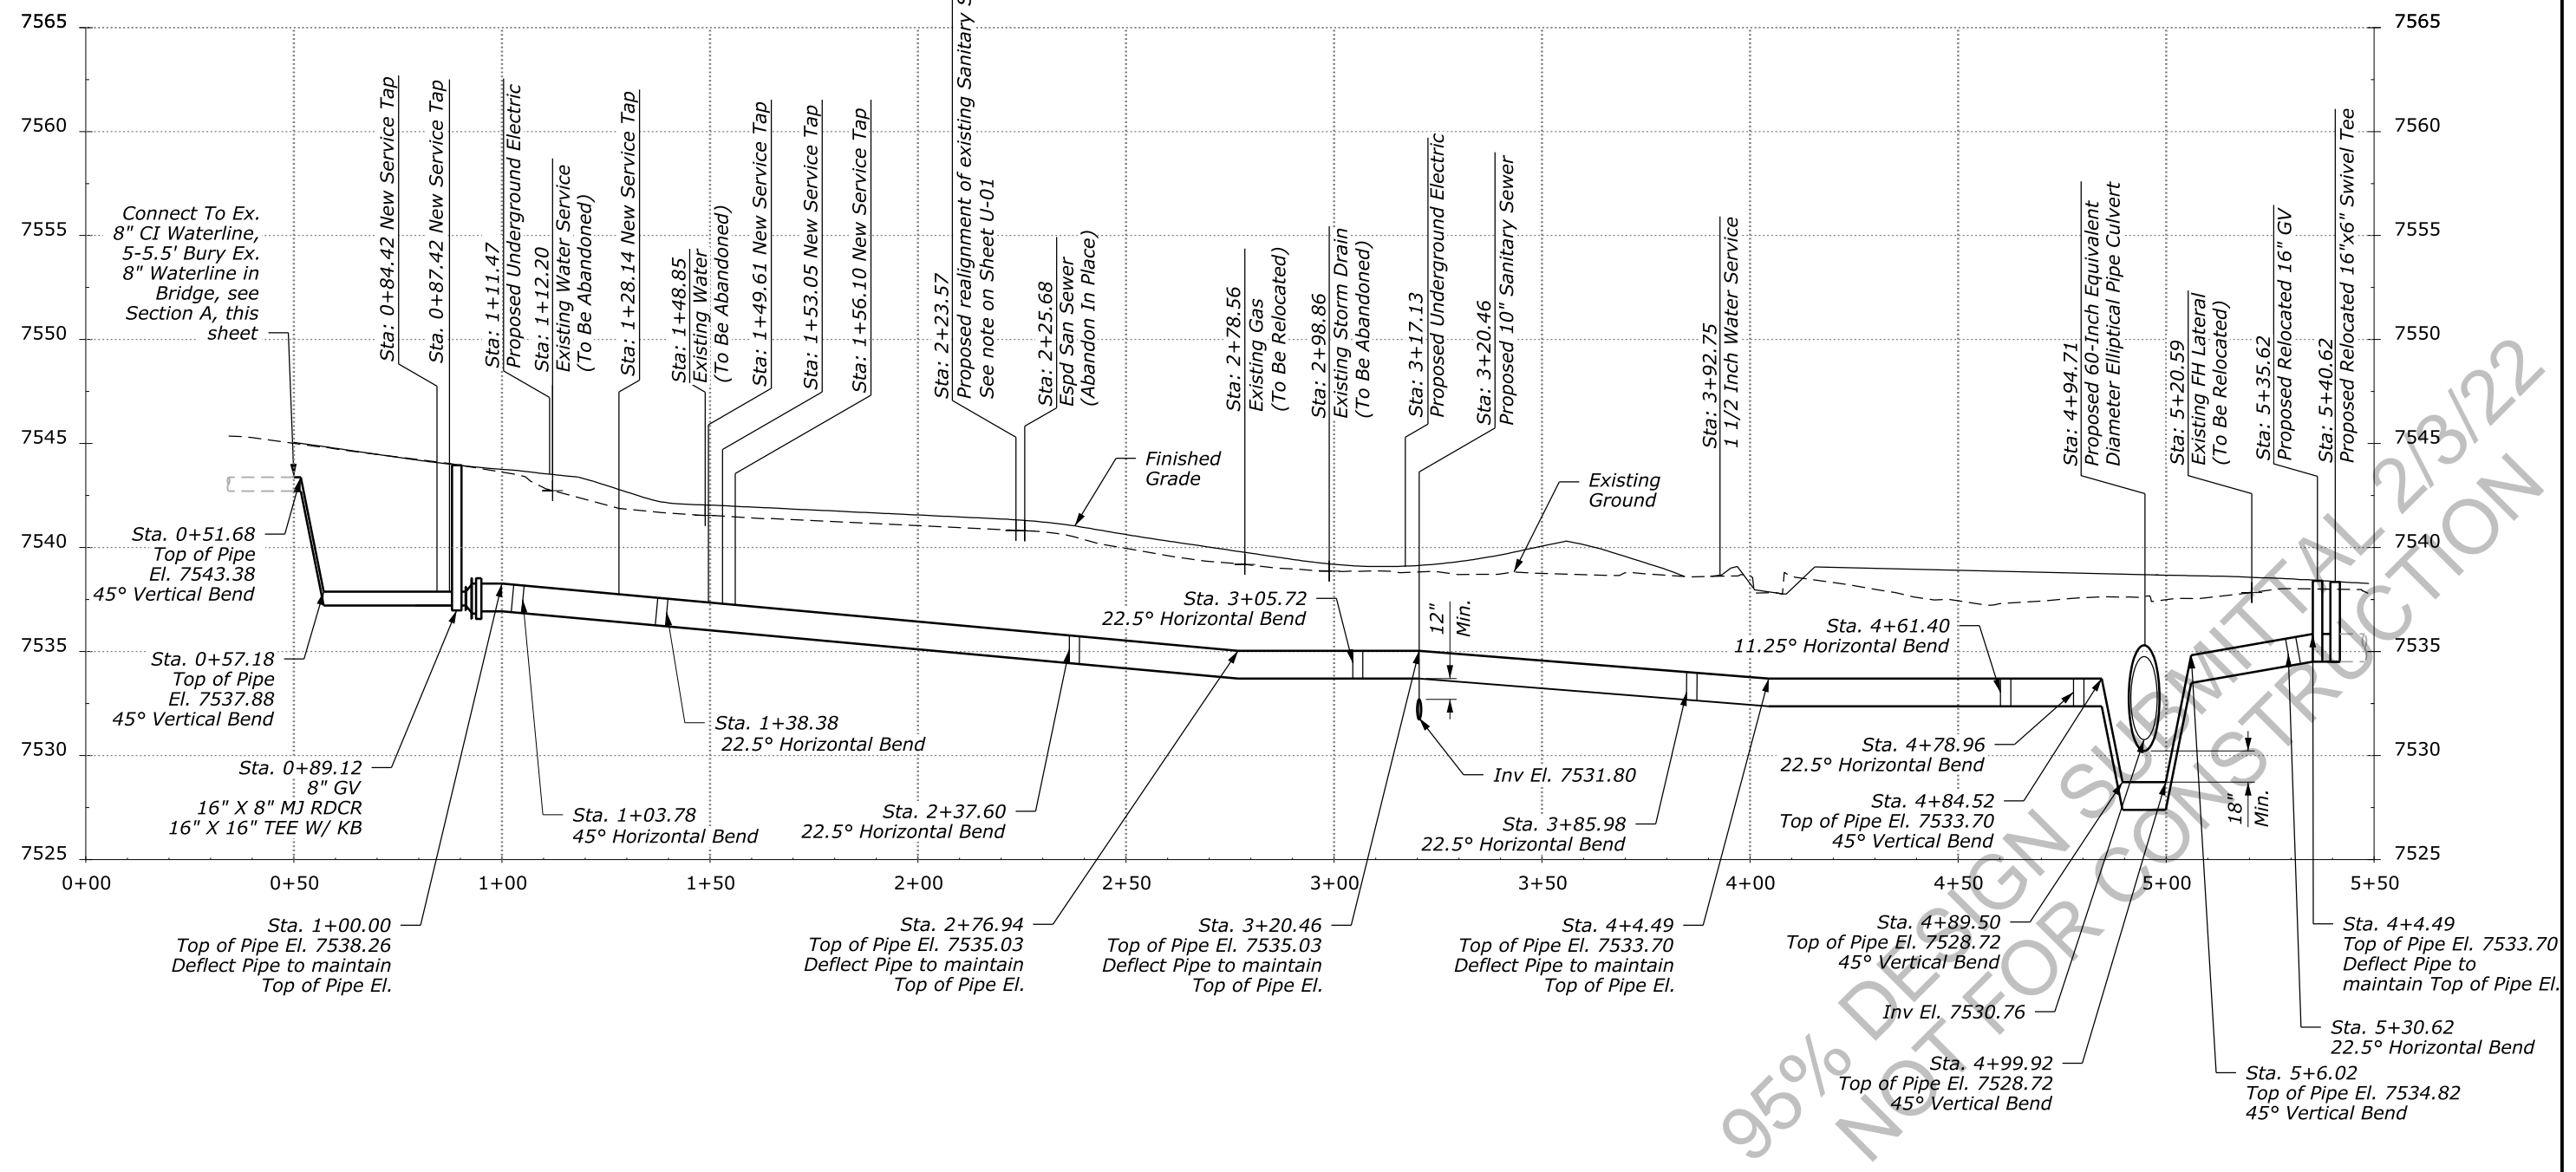 7565
7565
7560
7560
7555
7555
7550
7550
7545
7545
7540
7540
7535
7535
7530
7530
7525
7525
0+00
0+50
1+00
1+50
2+00
2+50
3+00
3+50
4+00
4+50
5+00
5+50
Connect To Ex.
8" CI Waterline,
5-5.5' Bury Ex.
8" Waterline in
Bridge, see
Section A, this
sheet
Sta: 0+84.42 New Service Tap
Sta. 0+87.42 New Service Tap
Sta: 1+11.47
Proposed Underground Electric
Sta: 1+12.20
Existing Water Service
(To Be Abandoned)
Sta: 1+28.14 New Service Tap
Sta: 1+48.85
Existing Water
(To Be Abandoned)
Sta: 1+49.61 New Service Tap
Sta: 1+53.05 New Service Tap
Sta: 1+56.10 New Service Tap
Sta: 2+23.57
Proposed realignment of existing Sanitary S
See note on Sheet U-01
Sta: 2+25.68
Espd San Sewer
(Abandon In Place)
Sta: 2+78.56
Existing Gas
(To Be Relocated)
Sta: 2+98.86
Existing Storm Drain
(To Be Abandoned)
Sta: 3+17.13
Proposed Underground Electric
Sta: 3+20.46
Proposed 10" Sanitary Sewer
Sta: 3+92.75
1 1/2 Inch Water Service
Sta: 4+94.71
Proposed 60-Inch Equivalent
Diameter Elliptical Pipe Culvert
Sta: 5+20.59
Existing FH Lateral
(To Be Relocated)
Sta: 5+35.62
Proposed Relocated 16" GV
Sta: 5+40.62
Proposed Relocated 16"x6" Swivel Tee
Finished
Grade
Existing
Ground
Sta. 0+51.68
Top of Pipe
El. 7543.38
45° Vertical Bend
Sta. 0+57.18
Top of Pipe
El. 7537.88
45° Vertical Bend
Sta. 0+89.12
8" GV
16" X 8" MJ RDCR
16" X 16" TEE W/ KB
Sta. 1+03.78
45° Horizontal Bend
Sta. 1+38.38
22.5° Horizontal Bend
Sta. 2+37.60
22.5° Horizontal Bend
Sta. 3+05.72
22.5° Horizontal Bend
12"
Min.
Inv El. 7531.80
Sta. 3+85.98
22.5° Horizontal Bend
Sta. 4+61.40
11.25° Horizontal Bend
Sta. 4+78.96
22.5° Horizontal Bend
Sta. 4+84.52
Top of Pipe El. 7533.70
45° Vertical Bend
18"
Min.
Sta. 1+00.00
Top of Pipe El. 7538.26
Deflect Pipe to maintain
Top of Pipe El.
Sta. 2+76.94
Top of Pipe El. 7535.03
Deflect Pipe to maintain
Top of Pipe El.
Sta. 3+20.46
Top of Pipe El. 7535.03
Deflect Pipe to maintain
Top of Pipe El.
Sta. 4+4.49
Top of Pipe El. 7533.70
Deflect Pipe to maintain
Top of Pipe El.
Sta. 4+89.50
Top of Pipe El. 7528.72
45° Vertical Bend
Inv El. 7530.76
Sta. 4+99.92
Top of Pipe El. 7528.72
45° Vertical Bend
Sta. 4+4.49
Top of Pipe El. 7533.70
Deflect Pipe to
maintain Top of Pipe El.
Sta. 5+30.62
22.5° Horizontal Bend
Sta. 5+6.02
Top of Pipe El. 7534.82
45° Vertical Bend
95% DESIGN SUBMITTAL 2/3/22
NOT FOR CONSTRUCTION